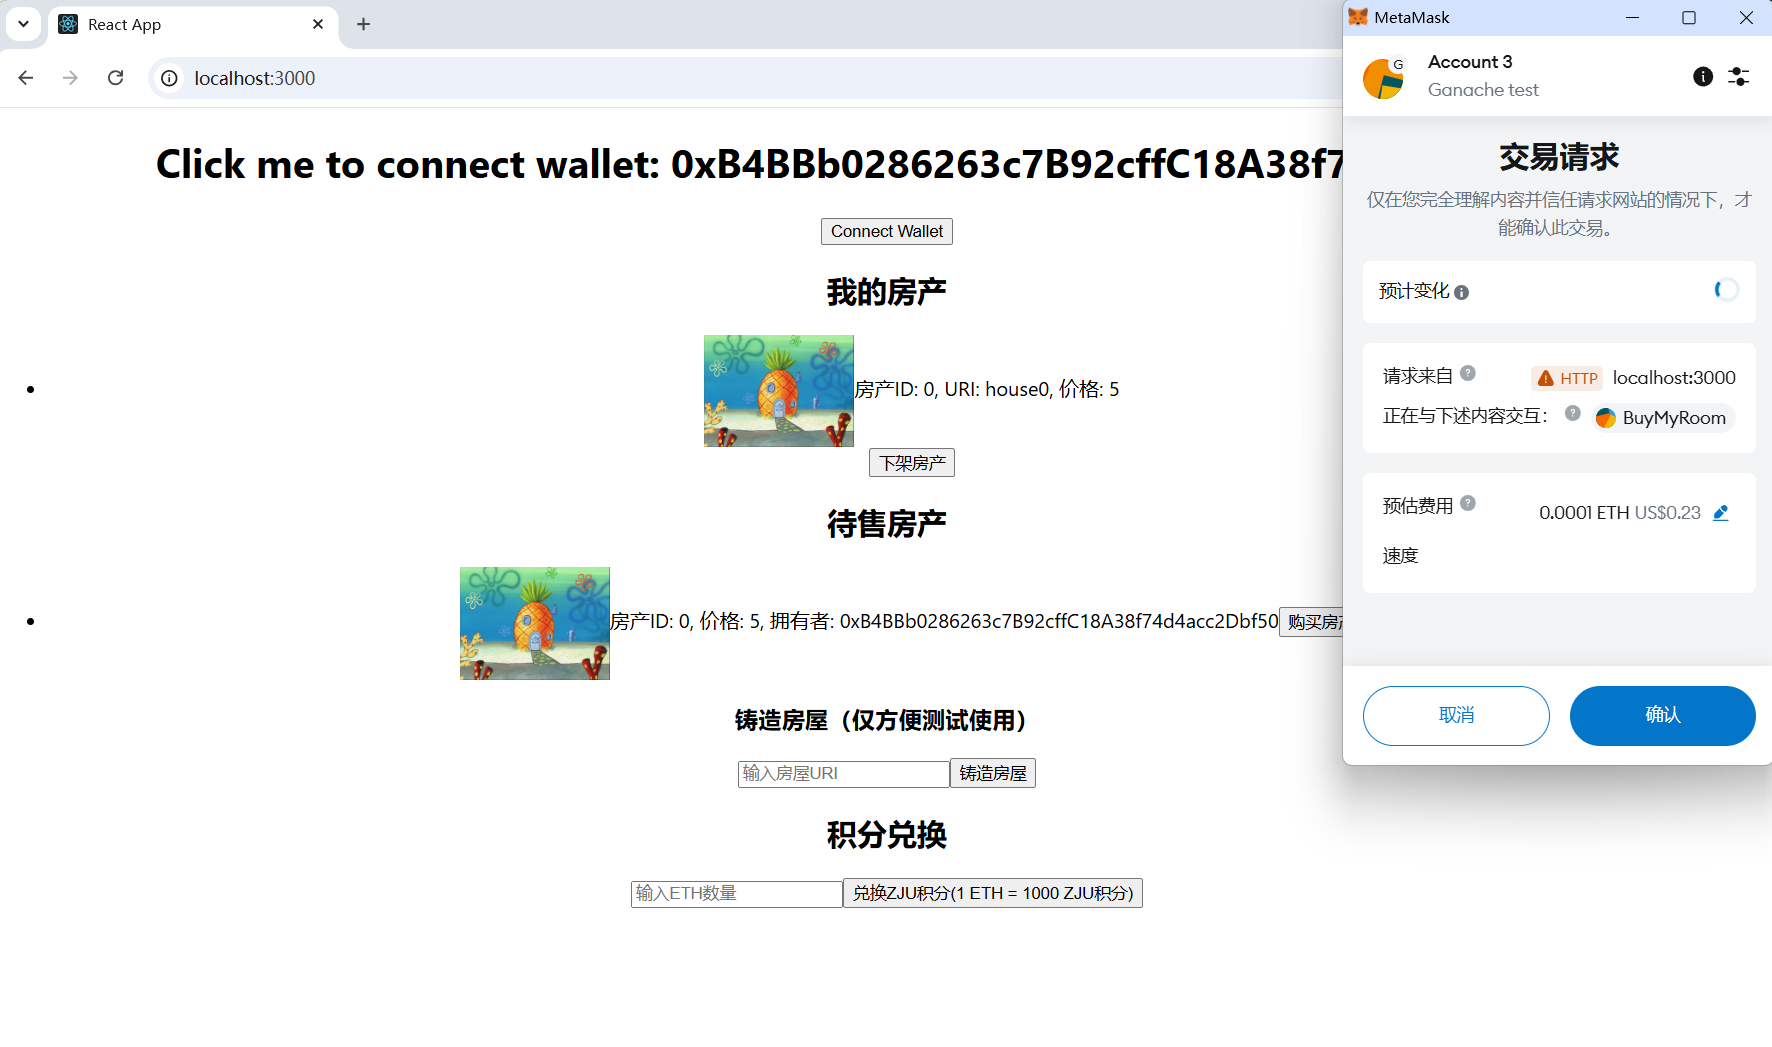 React App
localhost:3000
Click me to connect wallet: 0xB4BBb0286263c7B92cffC18A38f7
Connect Wallet
我的房产
房产ID: 0, URI: house0, 价格: 5
下架房产
待售房产
房产ID: 0, 价格: 5, 拥有者: 0xB4BBb0286263c7B92cffC18A38f74d4acc2Dbf50
购买房
铸造房屋（仅方便测试使用）
输入房屋URI
铸造房屋
积分兑换
输入ETH数量
兑换ZJU积分(1 ETH = 1000 ZJU积分)
MetaMask
G
Account 3
Ganache test
交易请求
仅在您完全理解内容并信任请求网站的情况下，才
能确认此交易。
预计变化
请求来自
HTTP
localhost:3000
正在与下述内容交互：
BuyMyRoom
预估费用
0.0001 ETH US$0.23
速度
取消
确认